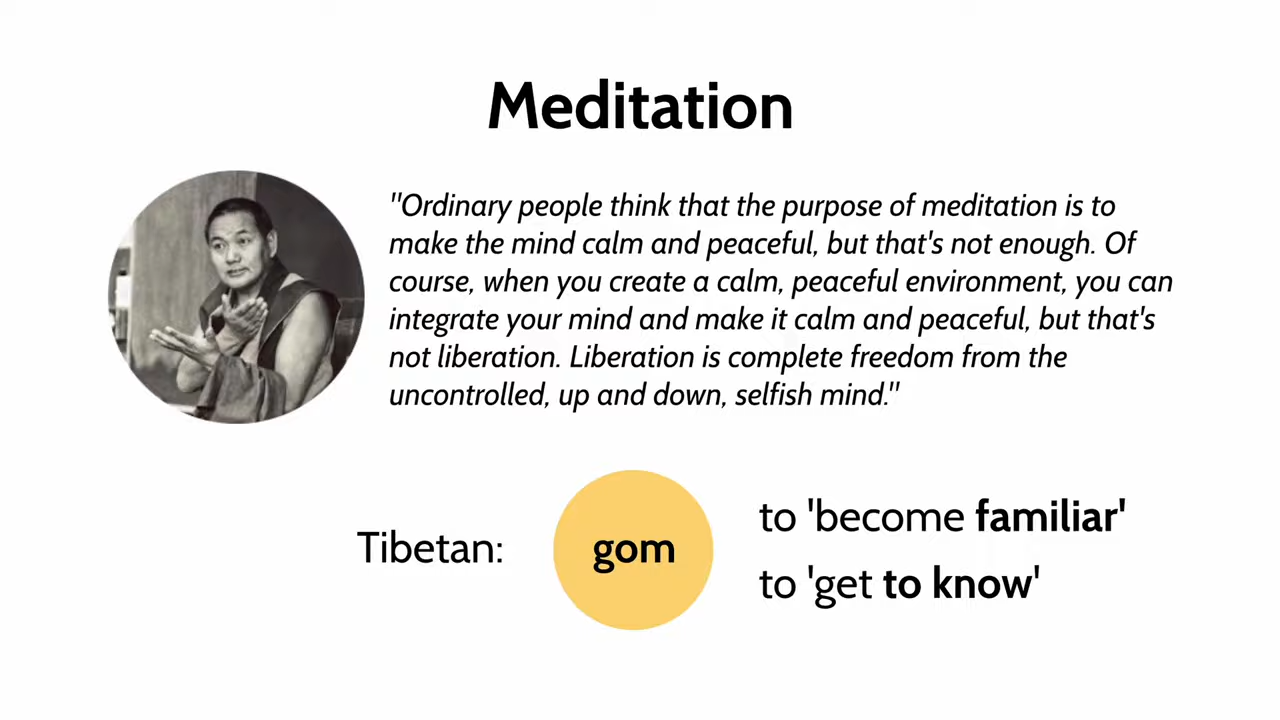 Meditation
"Ordinary people think that the purpose of meditation is to
make the mind calm and peaceful, but that's not enough. Of
course, when you create a calm, peaceful environment, you can
integrate your mind and make it calm and peaceful, but that's
not liberation. Liberation is complete freedom from the
uncontrolled, up and down, selfish mind."
Tibetan:
gom
to 'become familiar'
to 'get to know'